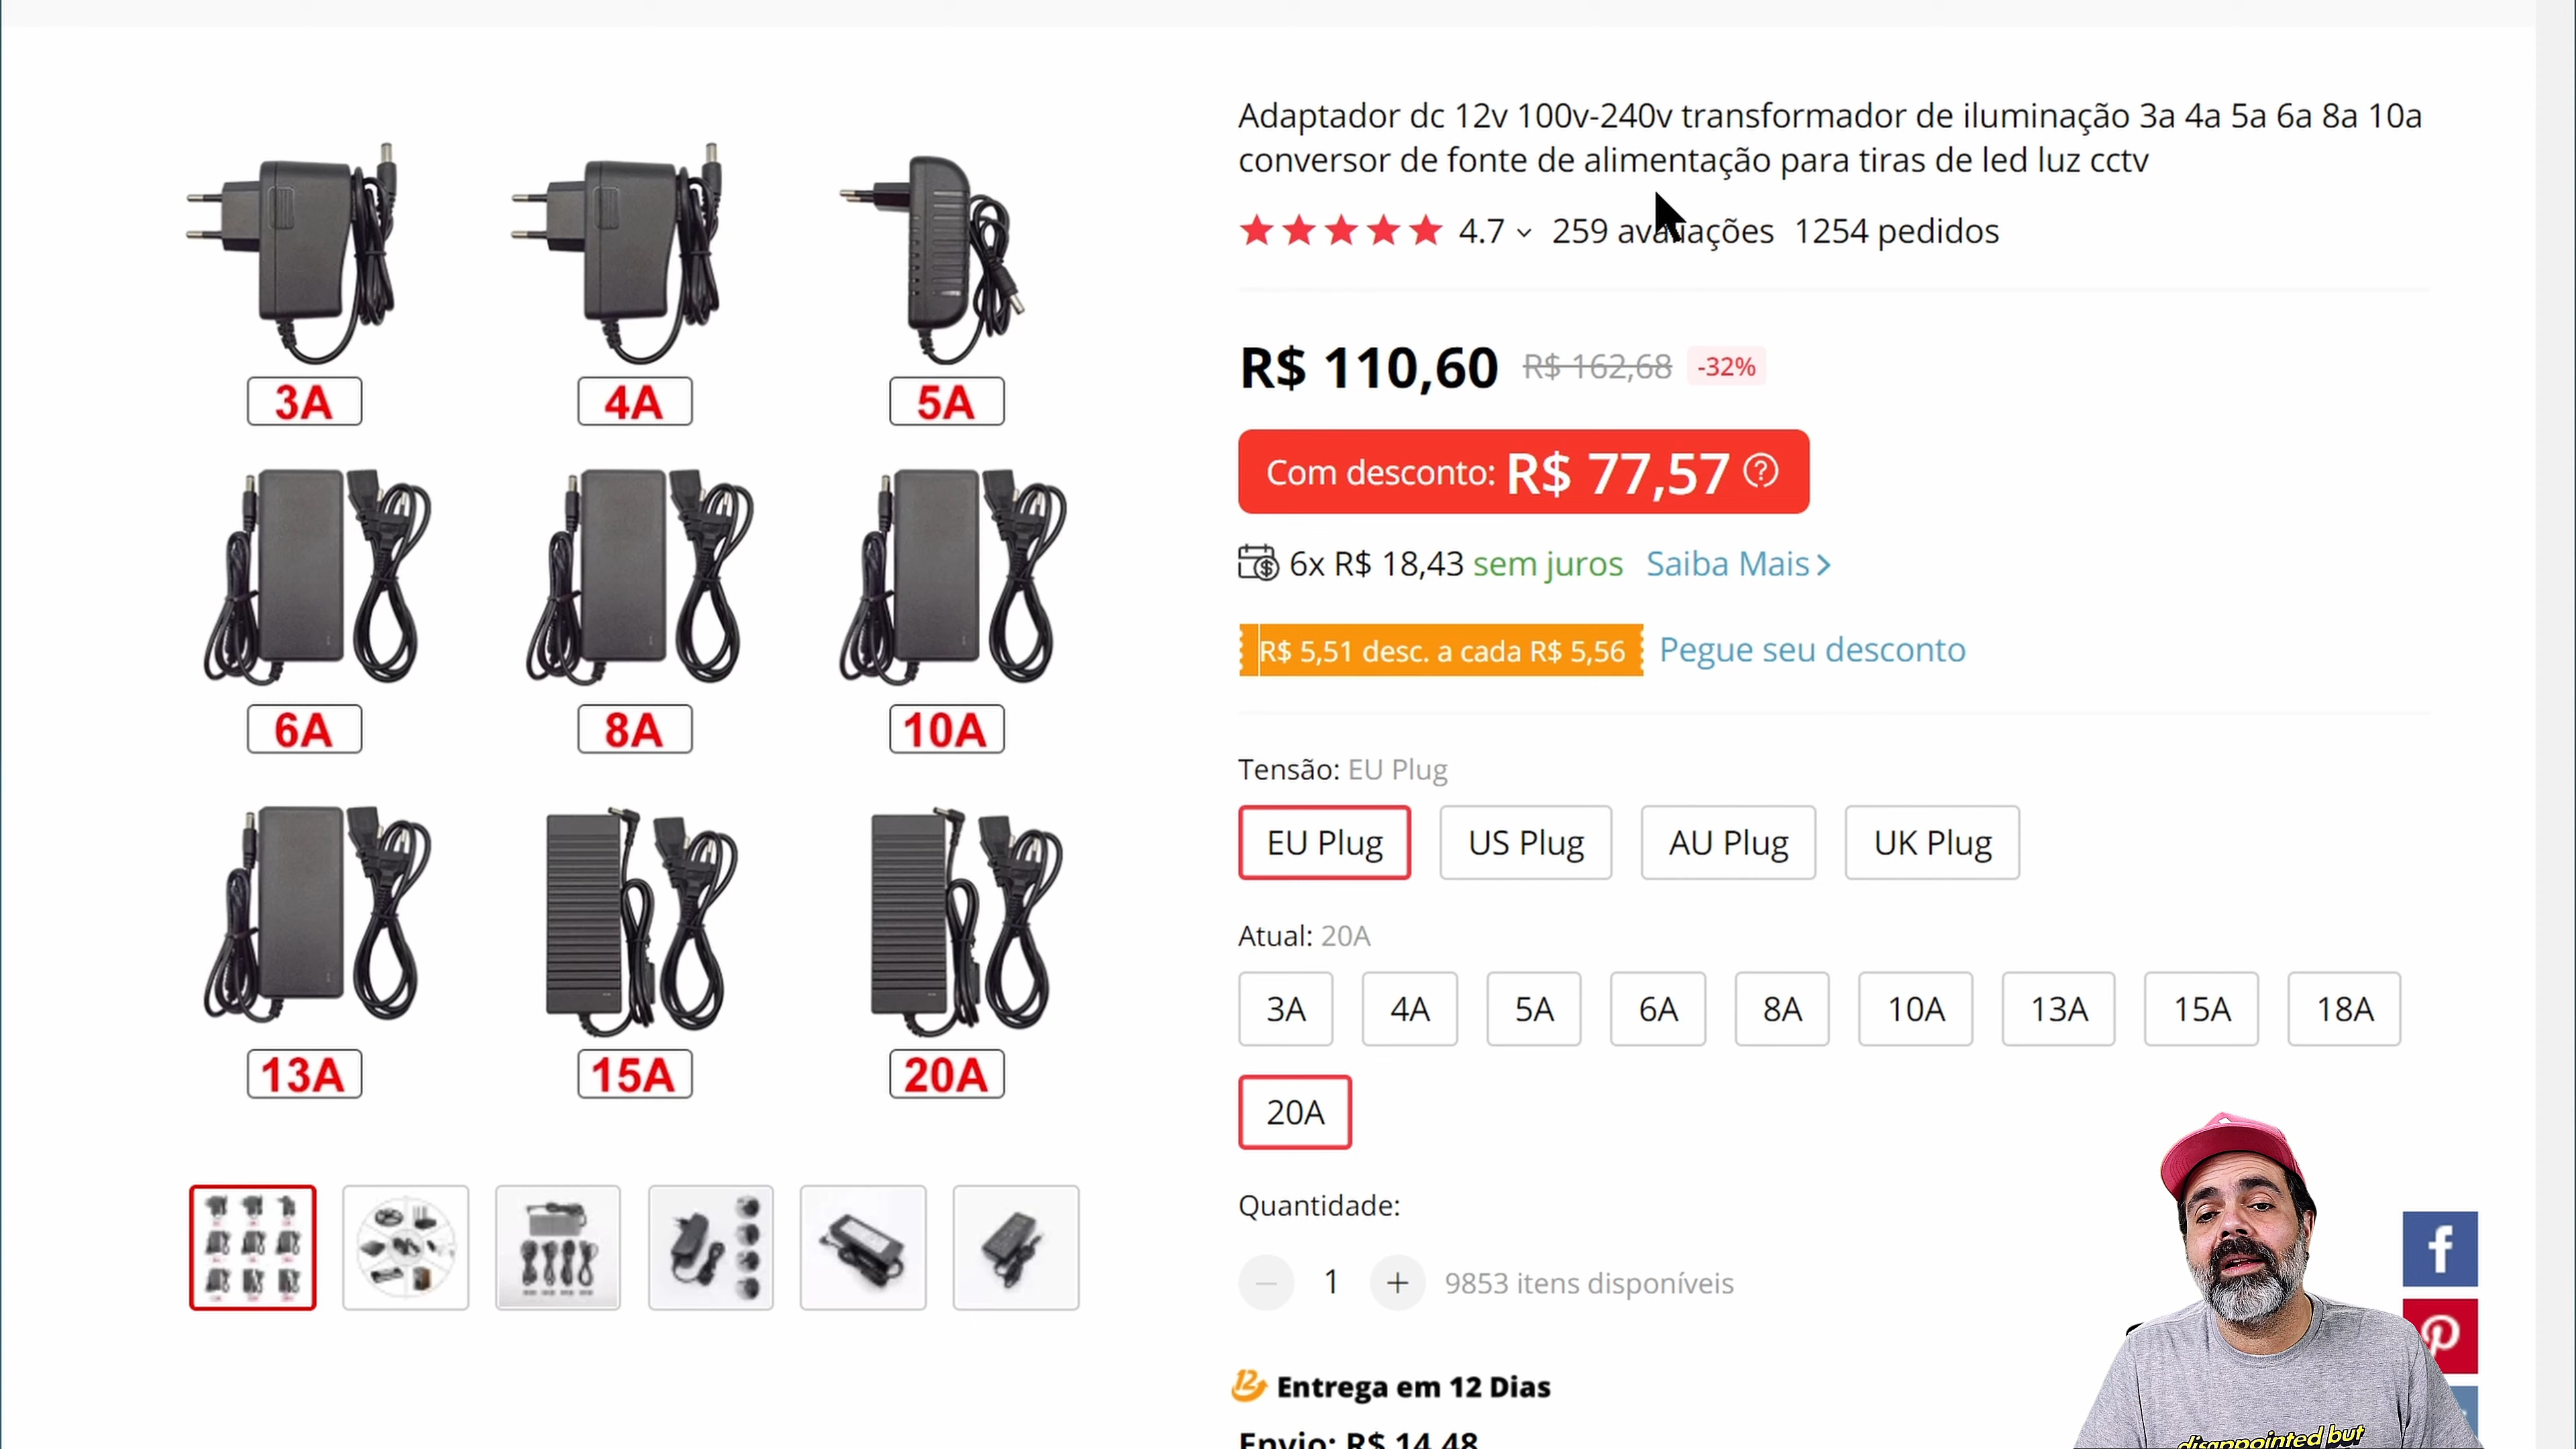 Adaptador dc 12v 100v-240v transformador de iluminação 3a 4a 5a 6a 8a 10a
conversor de fonte de alimentação para tiras de led luz cctv
4.7 259 avaliações 1254 pedidos
R$ 110,60 R$ 162,68 -32%
Com desconto: R$ 77,57
6x R$ 18,43 sem juros Saiba Mais
R$ 5,51 desc. a cada R$ 5,56 Pegue seu desconto
Tensão: EU Plug
EU Plug US Plug AU Plug UK Plug
Atual: 20A
3A 4A 5A 6A 8A 10A 13A 15A 18A
20A
Quantidade:
1 9853 itens disponíveis
12 Entrega em 12 Dias
Envio: R$ 14,48
3A 4A 5A
6A 8A 10A
13A 15A 20A
disappointed but